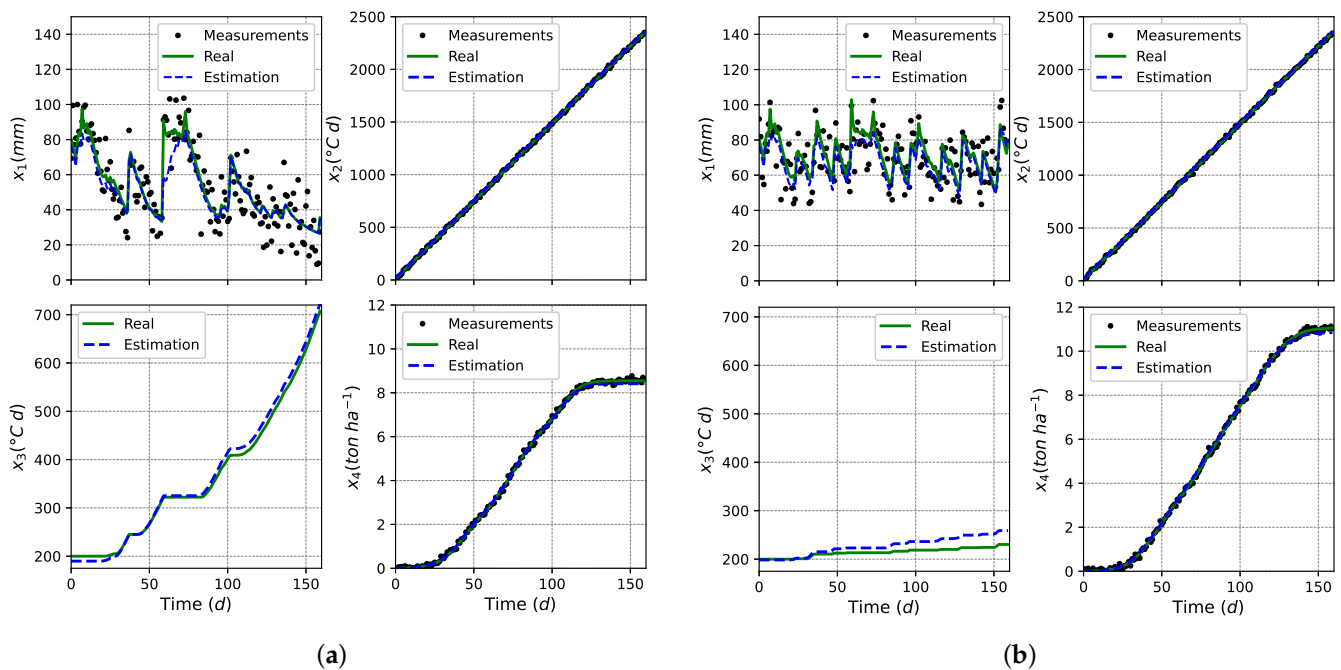 140
120
100
80
60
40
20
0
x₁(mm)
Measurements
Real
Estimation
2500
2000
1500
1000
500
0
x₂(°C d)
Measurements
Real
Estimation
140
120
100
80
60
40
20
0
x₁(mm)
Measurements
Real
Estimation
2500
2000
1500
1000
500
0
x₂(°C d)
Measurements
Real
Estimation
700
600
500
400
300
200
x₃(°C d)
Real
Estimation
0 50 100 150
Time (d)
12
10
8
6
4
2
0
x₄(ton ha⁻¹)
Measurements
Real
Estimation
0 50 100 150
Time (d)
700
600
500
400
300
200
x₃(°C d)
Real
Estimation
0 50 100 150
Time (d)
12
10
8
6
4
2
0
x₄(ton ha⁻¹)
Measurements
Real
Estimation
0 50 100 150
Time (d)
(a)
(b)